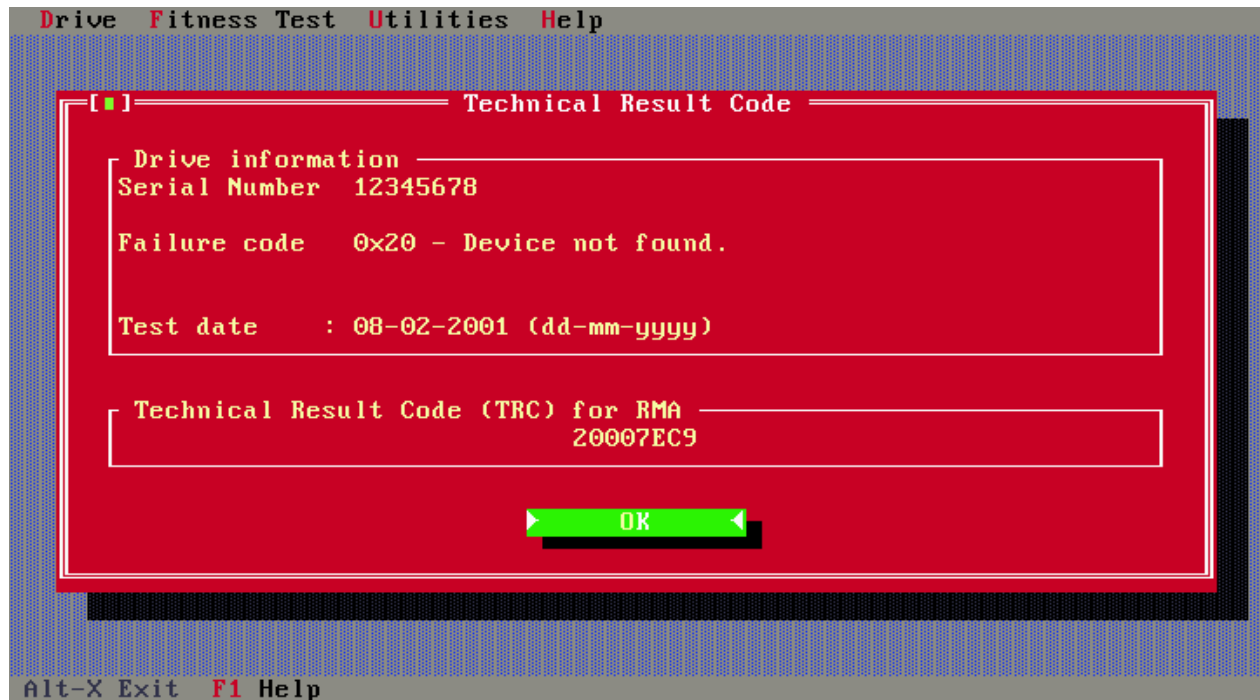 Drive Fitness Test Utilities Help
[■] Technical Result Code
Drive information
Serial Number 12345678
Failure code 0x20 - Device not found.
Test date : 08-02-2001 (dd-mm-yyyy)
Technical Result Code (TRC) for RMA
20007EC9
OK
Alt-X Exit F1 Help